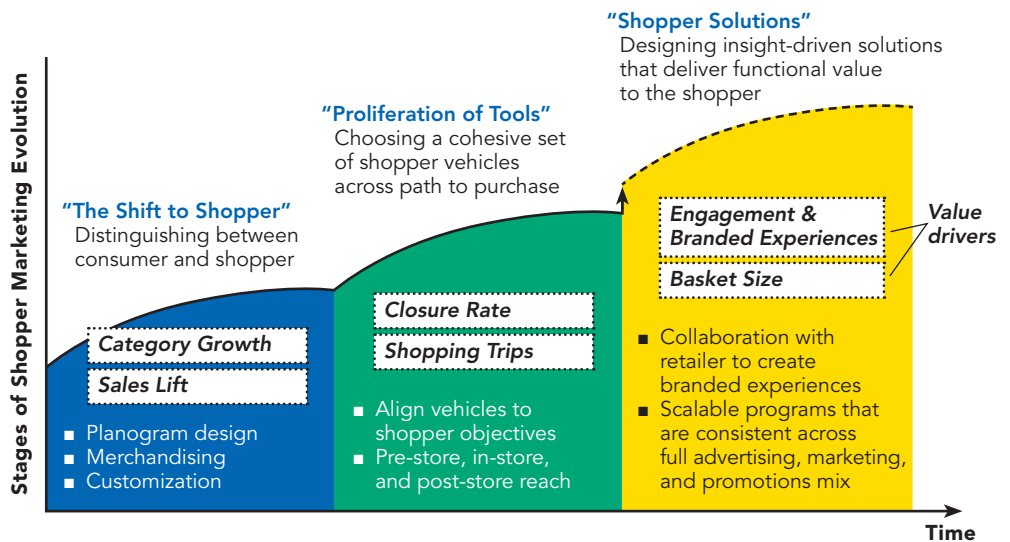 Stages of Shopper Marketing Evolution
“The Shift to Shopper”
Distinguishing between
consumer and shopper
Category Growth
Sales Lift
■ Planogram design
■ Merchandising
■ Customization
“Proliferation of Tools”
Choosing a cohesive set
of shopper vehicles
across path to purchase
Closure Rate
Shopping Trips
■ Align vehicles to
shopper objectives
■ Pre-store, in-store,
and post-store reach
“Shopper Solutions”
Designing insight-driven solutions
that deliver functional value
to the shopper
Engagement &
Branded Experiences
Basket Size
Value
drivers
■ Collaboration with
retailer to create
branded experiences
■ Scalable programs that
are consistent across
full advertising, marketing,
and promotions mix
Time